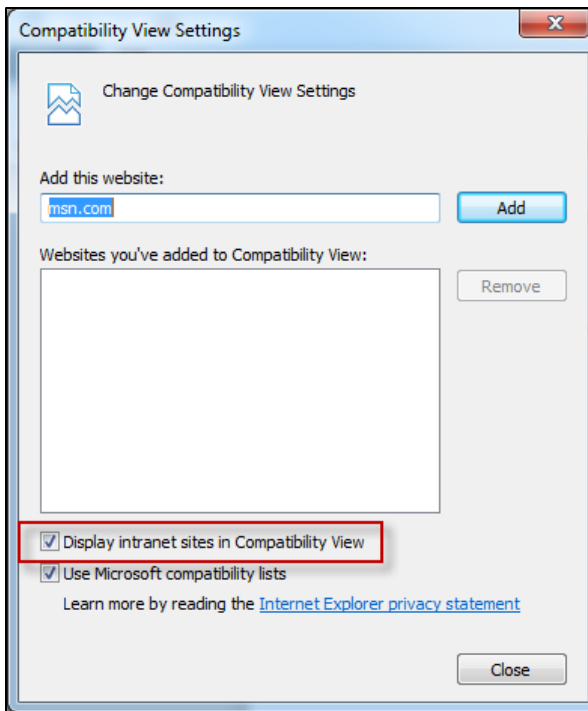 Compatibility View Settings
Change Compatibility View Settings
Add this website:
msn.com
Add
Websites you've added to Compatibility View:
Remove
Display intranet sites in Compatibility View
Use Microsoft compatibility lists
Learn more by reading the Internet Explorer privacy statement
Close